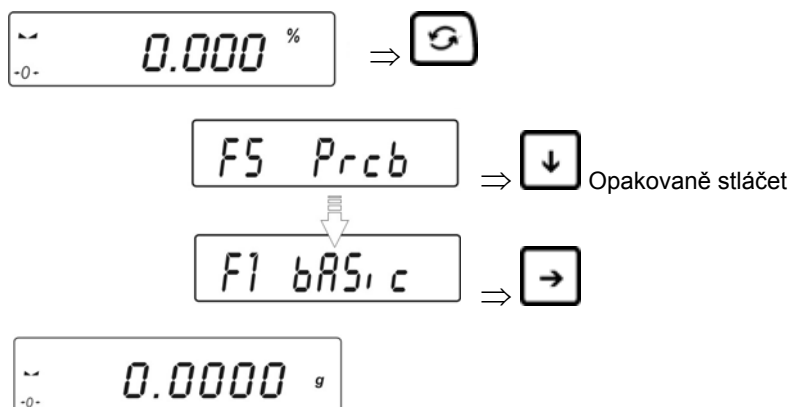 0.000 %
-0-
F5 Prcb
Opakovaně stláčet
F1 bASic
0.0000 g
-0-